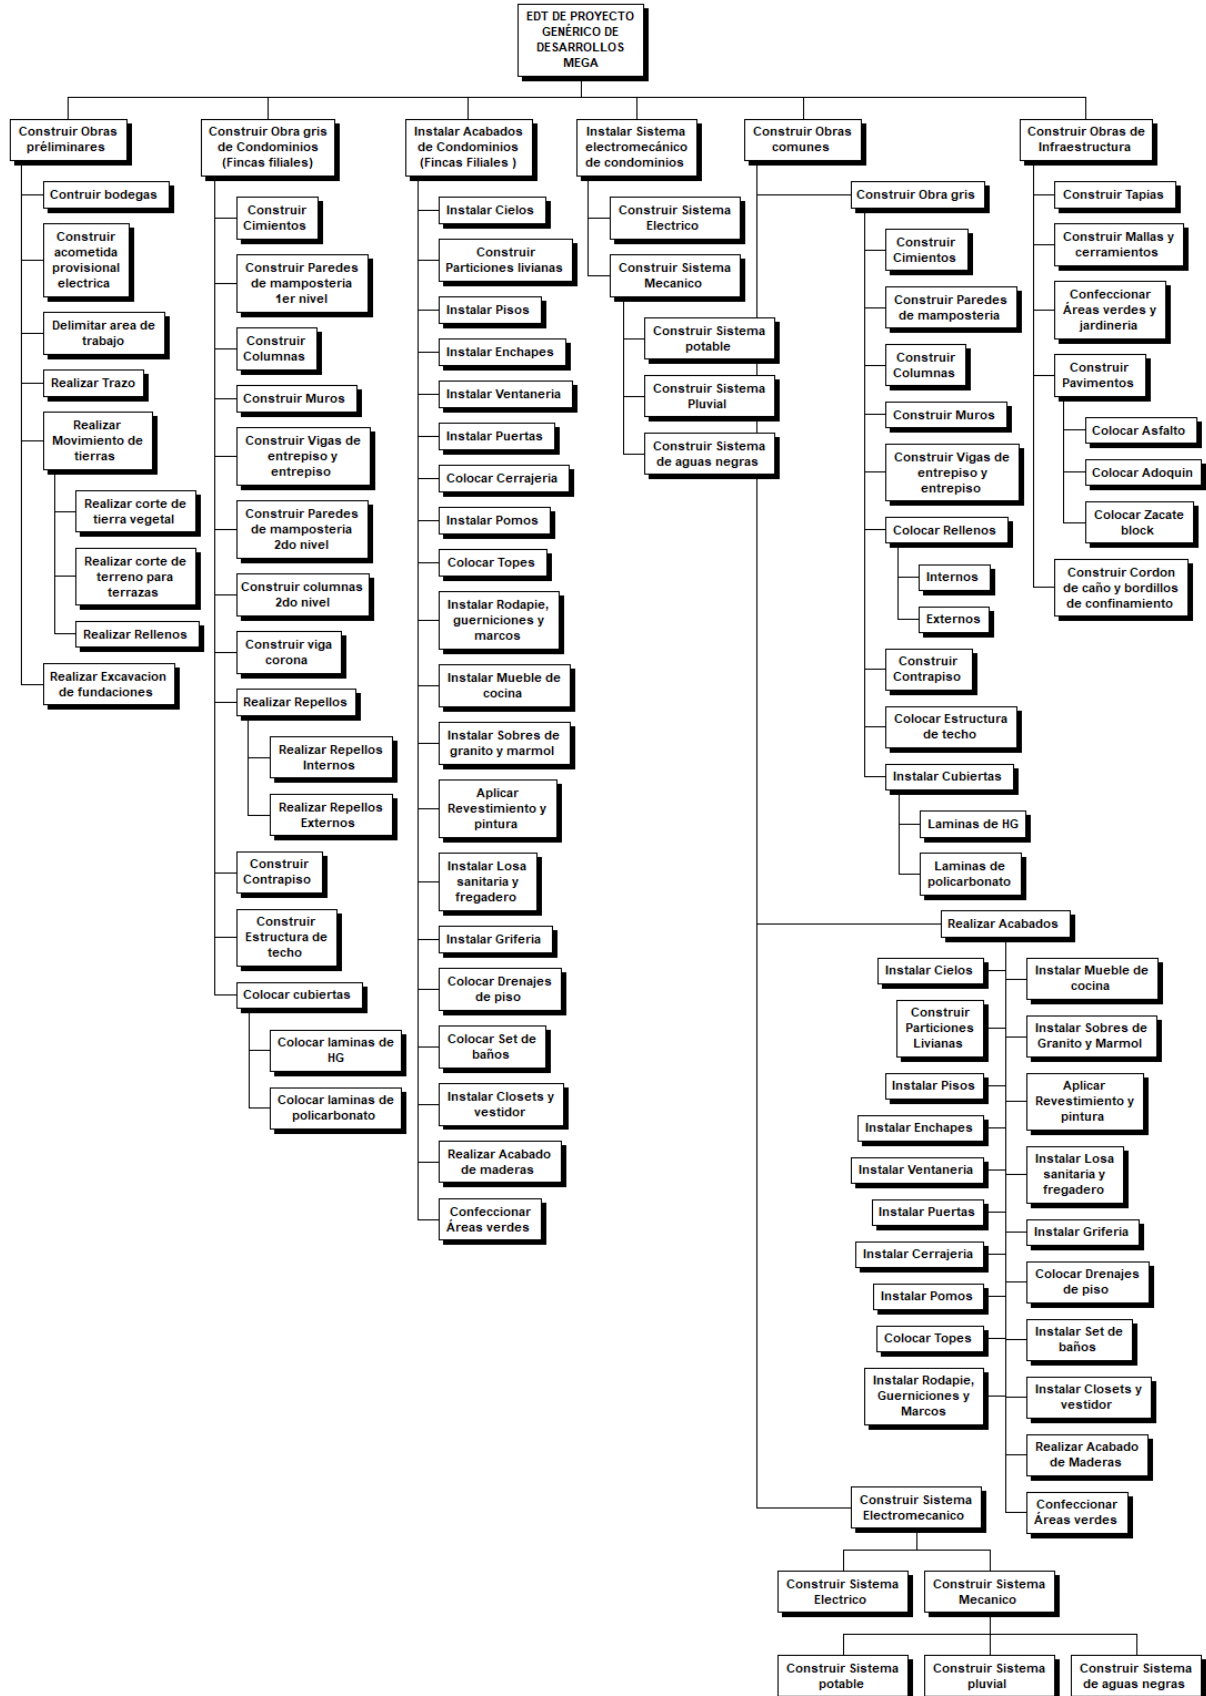 EDT DE PROYECTO
GENÉRICO DE
DESARROLLOS
MEGA
Construir Obras
préliminares
Contruir bodegas
Construir
acometida
provisional
electrica
Delimitar area de
trabajo
Realizar Trazo
Realizar
Movimiento de
tierras
Realizar corte de
tierra vegetal
Realizar corte de
terreno para
terrazas
Realizar Rellenos
Realizar Excavacion
de fundaciones
Construir Obra gris
de Condominios
(Fincas filiales)
Construir
Cimientos
Construir Paredes
de mamposteria
1er nivel
Construir
Columnas
Construir Muros
Construir Vigas de
entrepiso y
entrepiso
Construir Paredes
de mamposteria
2do nivel
Construir columnas
2do nivel
Construir viga
corona
Realizar Repellos
Realizar Repellos
Internos
Realizar Repellos
Externos
Construir
Contrapiso
Construir
Estructura de
techo
Colocar cubiertas
Colocar laminas de
HG
Colocar laminas de
policarbonato
Instalar Acabados
de Condominios
(Fincas Filiales )
Instalar Cielos
Construir
Particiones livianas
Instalar Pisos
Instalar Enchapes
Instalar Ventaneria
Instalar Puertas
Colocar Cerrajeria
Instalar Pomos
Colocar Topes
Instalar Rodapie,
guerniciones y
marcos
Instalar Mueble de
cocina
Instalar Sobres de
granito y marmol
Aplicar
Revestimiento y
pintura
Instalar Losa
sanitaria y
fregadero
Instalar Griferia
Colocar Drenajes
de piso
Colocar Set de
baños
Instalar Closets y
vestidor
Realizar Acabado
de maderas
Confeccionar
Áreas verdes
Instalar Sistema
electromecánico
de condominios
Construir Sistema
Electrico
Construir Sistema
Mecanico
Construir Sistema
potable
Construir Sistema
Pluvial
Construir Sistema
de aguas negras
Construir Obras
comunes
Construir Obra gris
Construir
Cimientos
Construir Paredes
de mamposteria
Construir
Columnas
Construir Muros
Construir Vigas de
entrepiso y
entrepiso
Colocar Rellenos
Internos
Externos
Construir
Contrapiso
Colocar Estructura
de techo
Instalar Cubiertas
Laminas de HG
Laminas de
policarbonato
Realizar Acabados
Instalar Cielos
Construir
Particiones
Livianas
Instalar Pisos
Instalar Enchapes
Instalar Ventaneria
Instalar Puertas
Instalar Cerrajeria
Instalar Pomos
Colocar Topes
Instalar Rodapie,
Guerniciones y
Marcos
Instalar Mueble de
cocina
Instalar Sobres de
Granito y Marmol
Aplicar
Revestimiento y
pintura
Instalar Losa
sanitaria y
fregadero
Instalar Griferia
Colocar Drenajes
de piso
Instalar Set de
baños
Instalar Closets y
vestidor
Realizar Acabado
de Maderas
Confeccionar
Áreas verdes
Construir Sistema
Electromecanico
Construir Sistema
Electrico
Construir Sistema
Mecanico
Construir Sistema
potable
Construir Sistema
pluvial
Construir Sistema
de aguas negras
Construir Obras de
Infraestructura
Construir Tapias
Construir Mallas y
cerramientos
Confeccionar
Áreas verdes y
jardineria
Construir
Pavimentos
Colocar Asfalto
Colocar Adoquin
Colocar Zacate
block
Construir Cordon
de caño y bordillos
de confinamiento